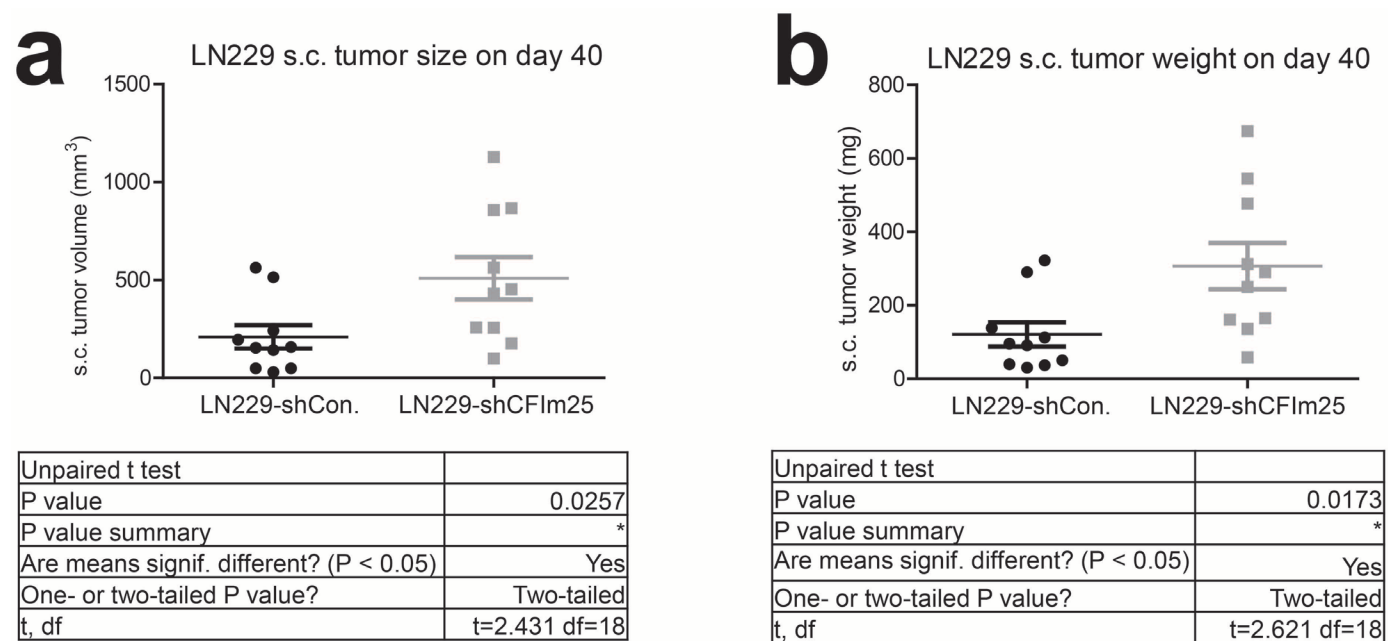 a
LN229 s.c. tumor size on day 40
s.c. tumor volume (mm³)
1500
1000
500
0
LN229-shCon.
LN229-shCFIm25
Unpaired t test
P value 0.0257
P value summary *
Are means signif. different? (P < 0.05) Yes
One- or two-tailed P value? Two-tailed
t, df t=2.431 df=18
b
LN229 s.c. tumor weight on day 40
s.c. tumor weight (mg)
800
600
400
200
0
LN229-shCon.
LN229-shCFIm25
Unpaired t test
P value 0.0173
P value summary *
Are means signif. different? (P < 0.05) Yes
One- or two-tailed P value? Two-tailed
t, df t=2.621 df=18